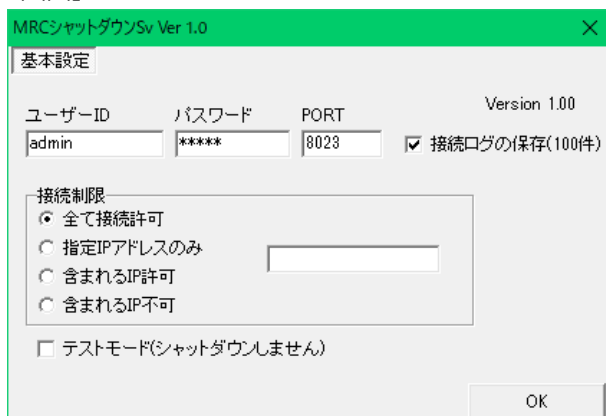 MRCシャットダウンSv Ver 1.0
基本設定
Version 1.00
ユーザーID パスワード PORT
admin ***** 8023 接続ログの保存(100件)
接続制限
全て接続許可
指定IPアドレスのみ
含まれるIP許可
含まれるIP不可
テストモード(シャットダウンしません)
OK